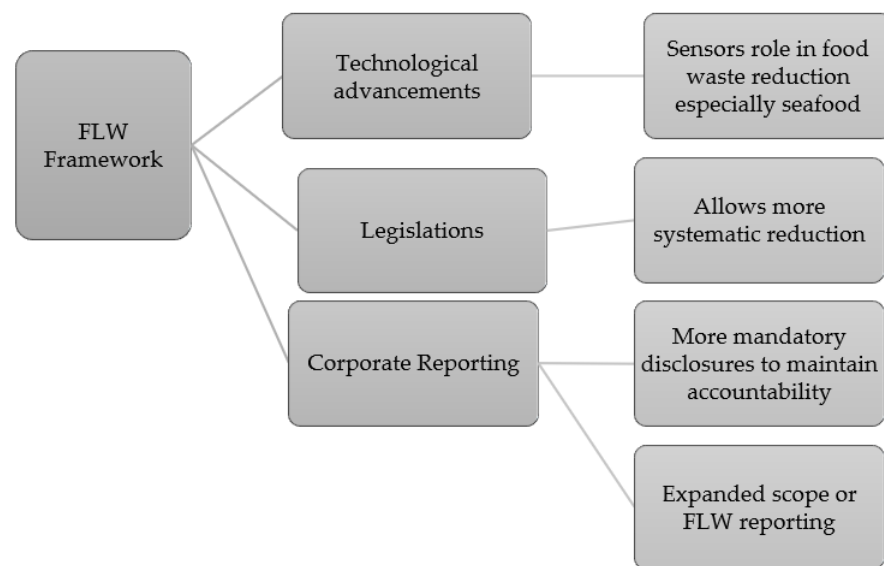 FLW
Framework
Technological
advancements
Sensors role in food
waste reduction
especially seafood
Legislations
Allows more
systematic reduction
Corporate Reporting
More mandatory
disclosures to maintain
accountability
Expanded scope or
FLW reporting